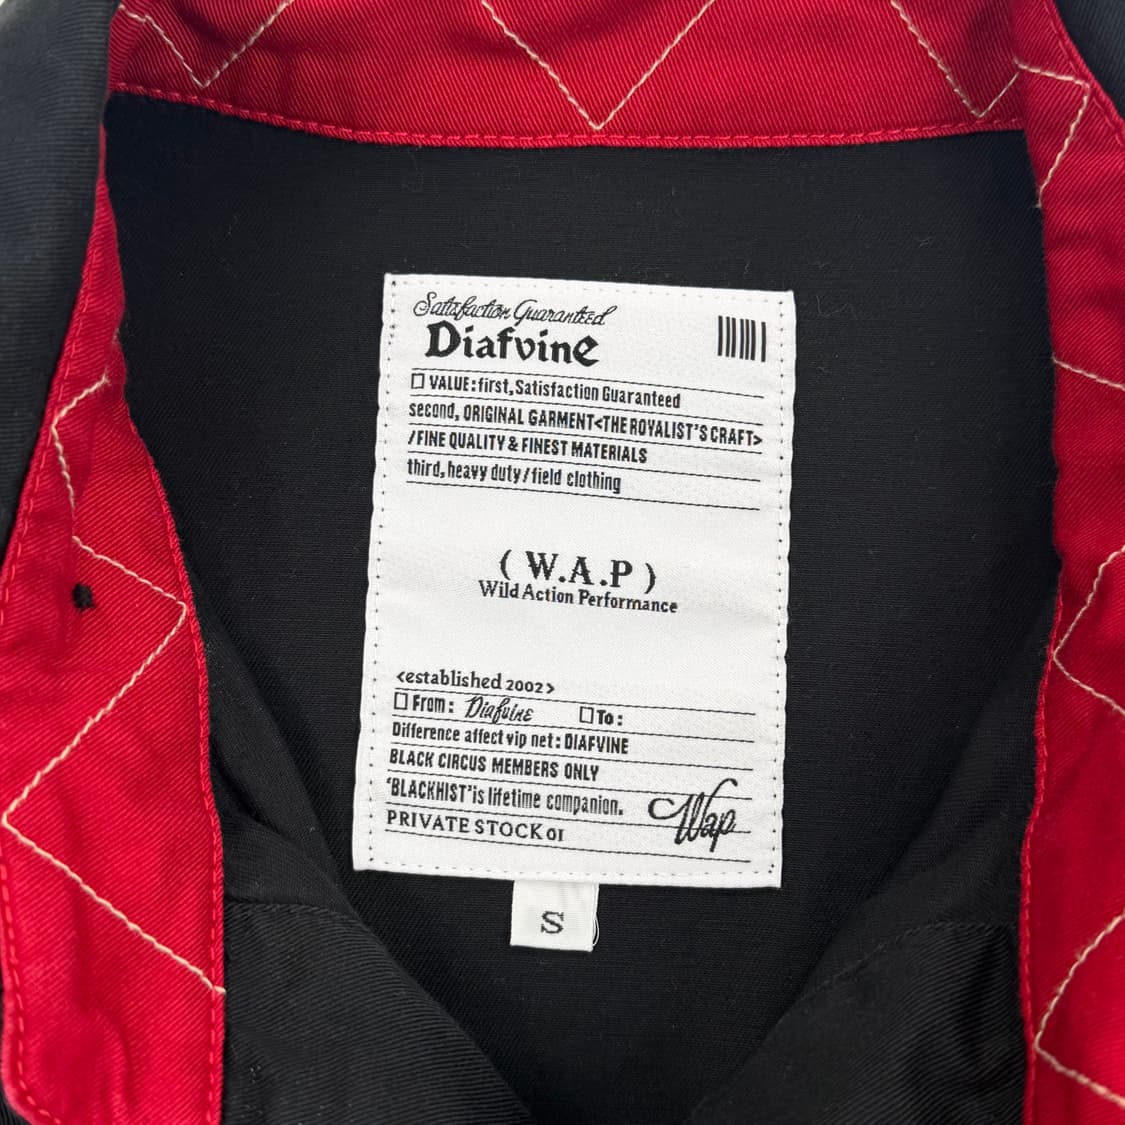 Satisfaction Guaranteed
Diafvine
VALUE:first,Satisfaction Guaranteed
second, ORIGINAL GARMENT<THE ROYALIST'S CRAFT>
/FINE QUALITY & FINEST MATERIALS
third, heavy duty/field clothing
( W.A.P )
Wild Action Performance
<established 2002>
From: Diafvine To:
Difference affect vip net: DIAFVINE
BLACK CIRCUS MEMBERS ONLY
'BLACKHIST' is lifetime companion.
PRIVATE STOCK 01
Wap
S